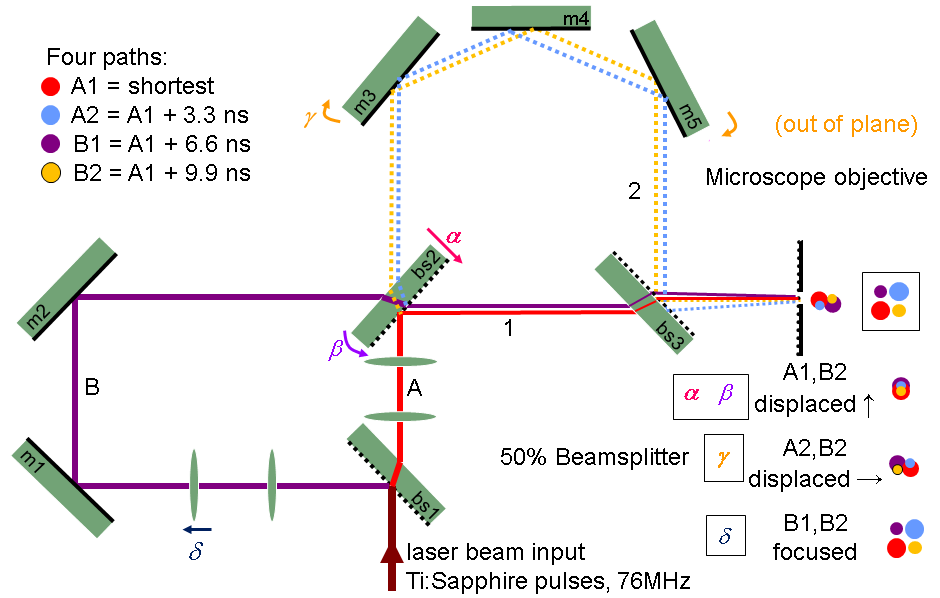 Four paths:
A1 = shortest
A2 = A1 + 3.3 ns
B1 = A1 + 6.6 ns
B2 = A1 + 9.9 ns
m4
m3
m5
γ
(out of plane)
Microscope objective
2
α
bs2
m2
bs3
1
β
B
A
α β
A1,B2
displaced ↑
m1
bs1
50% Beamsplitter
γ
A2,B2
displaced →
δ
δ
B1,B2
focused
laser beam input
Ti:Sapphire pulses, 76MHz